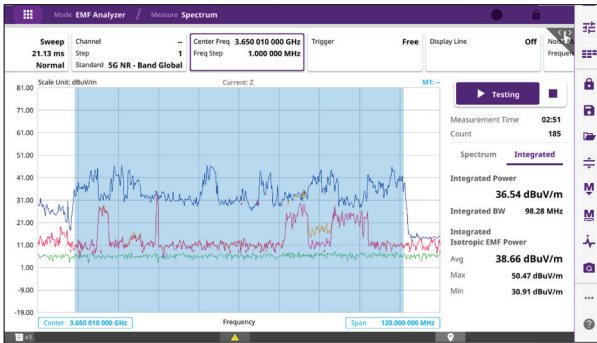 Mode EMF Analyzer / Measure Spectrum
Sweep
21.13 ms
Normal
Channel --
Step 1
Standard 5G NR - Band Global
Center Freq 3.650 010 000 GHz
Freq Step 1.000 000 MHz
Trigger Free
Display Line Off
Scale Unit: dBuV/m
Current: Z
M1: --
81.00
71.00
61.00
51.00
41.00
31.00
21.00
11.00
1.00
-9.00
-19.00
Center 3.650 010 000 GHz
Frequency
Span 120.000 000 MHz
Testing
Measurement Time 02:51
Count 185
Spectrum Integrated
Integrated Power
36.54 dBuV/m
Integrated BW 98.28 MHz
Integrated
Isotropic EMF Power
Avg 38.66 dBuV/m
Max 50.47 dBuV/m
Min 30.91 dBuV/m
M
M
+1